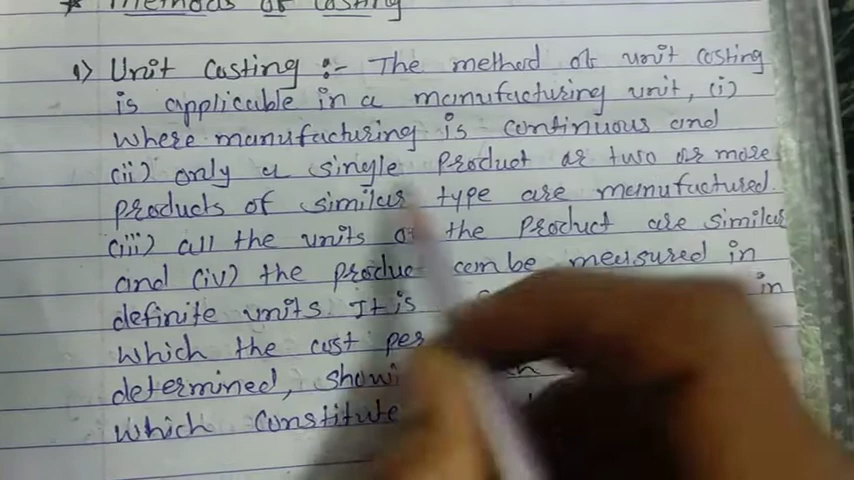 * Methods of Costing
1) Unit Costing :- The method of unit costing
is applicable in a manufacturing unit, (i)
where manufacturing is continuous and
(ii) only a single Product or two or more
products of similar type are manufactured.
(iii) all the units of the Product are similar
and (iv) the produc can be measured in
definite units It is in
which the cost per
determined, showi
which constitute